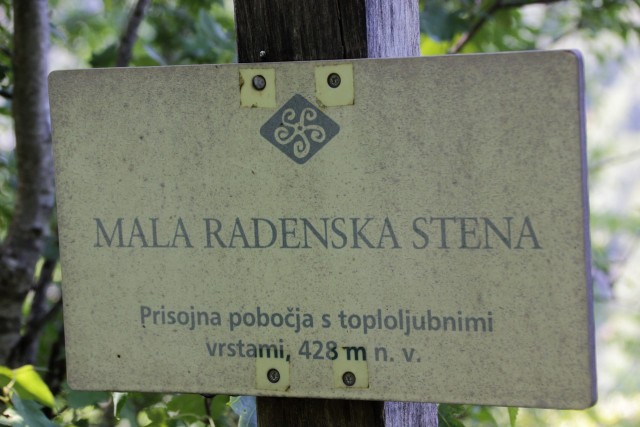 MALA RADENSKA STENA
Prisojna pobočja s toploljubnimi
vrstami, 428 m n. v.